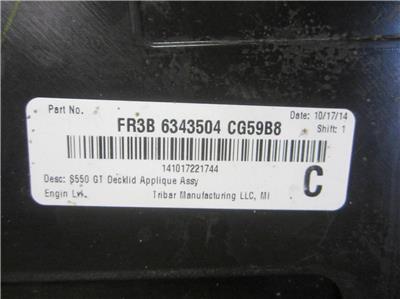 Part No. Date: 10/17/14
FR3B 6343504 CG59B8 Shift: 1
141017221744
Desc: S550 GT Decklid Applique Assy C
Engin Lvl. Tribar Manufacturing LLC, MI